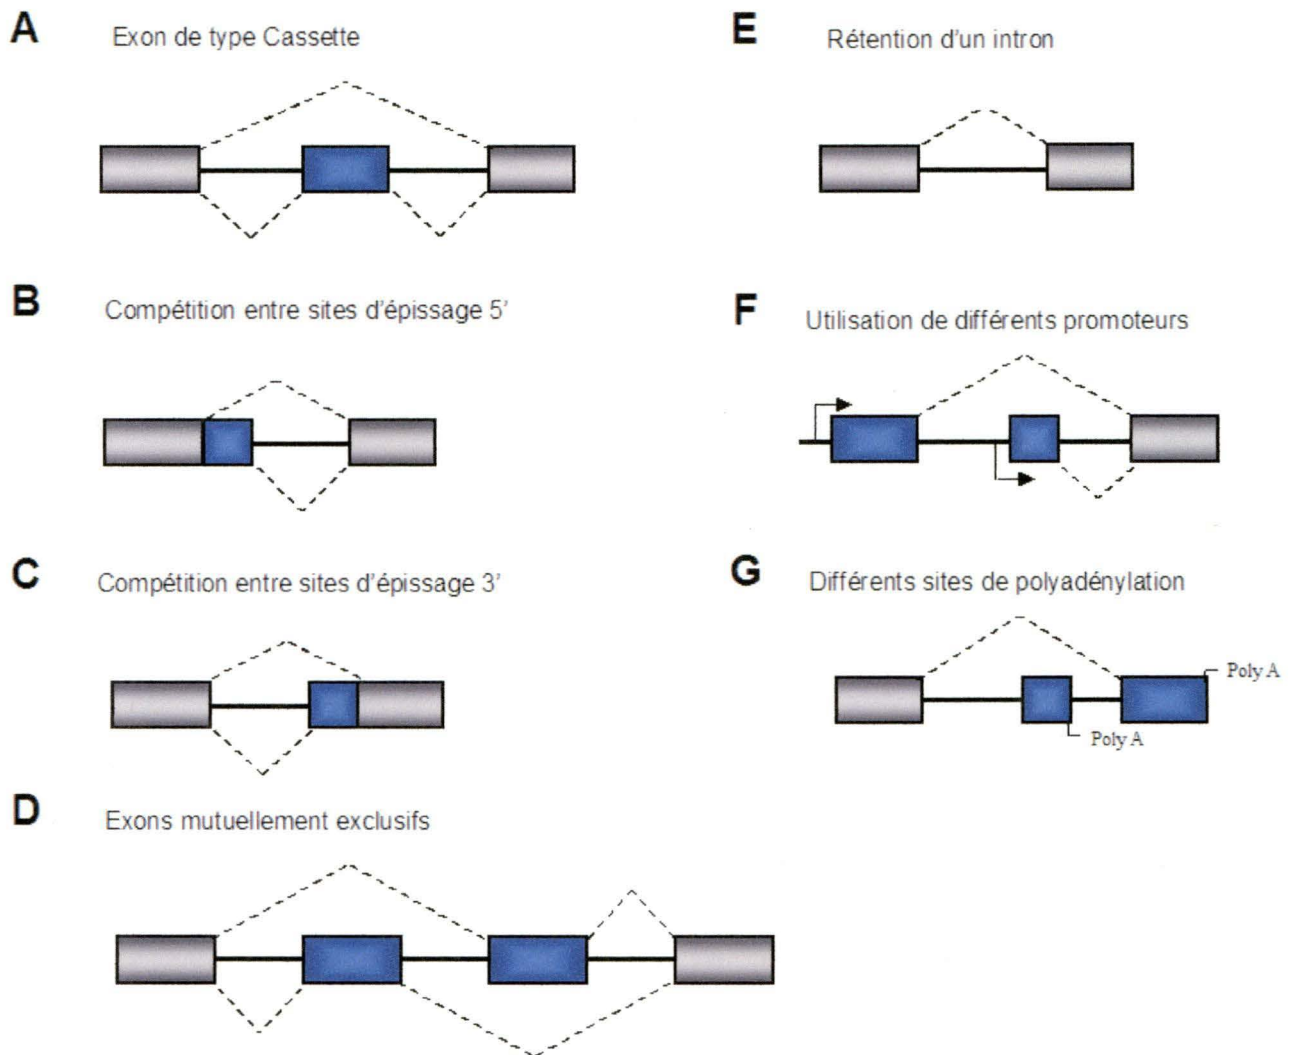 A Exon de type Cassette
B Compétition entre sites d'épissage 5'
C Compétition entre sites d'épissage 3'
D Exons mutuellement exclusifs
E Rétention d'un intron
F Utilisation de différents promoteurs
G Différents sites de polyadénylation
Poly A
Poly A